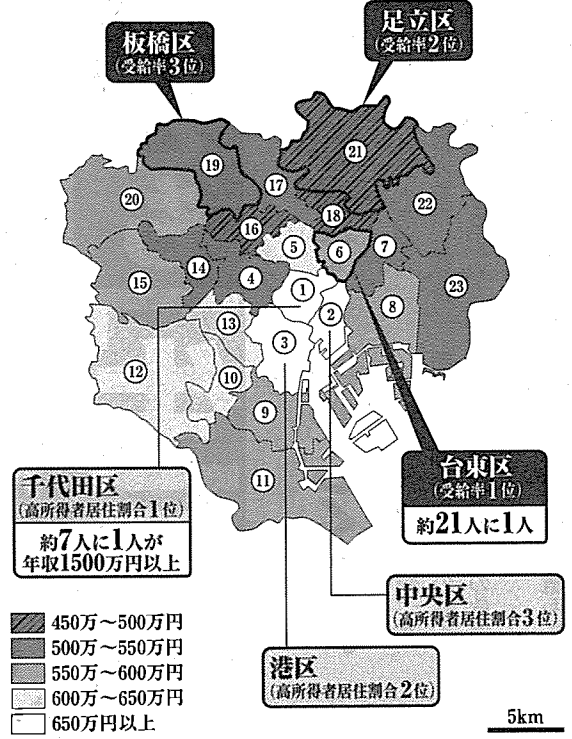 板橋区
(受給率3位)
足立区
(受給率2位)
21
19
17
20
22
18
16
5
6
7
14
4
15
1
23
2
8
13
3
12
10
9
11
千代田区
(高所得者居住割合1位)
約7人に1人が
年収1500万円以上
台東区
(受給率1位)
約21人に1人
中央区
(高所得者居住割合3位)
港区
(高所得者居住割合2位)
450万～500万円
500万～550万円
550万～600万円
600万～650万円
650万円以上
5km